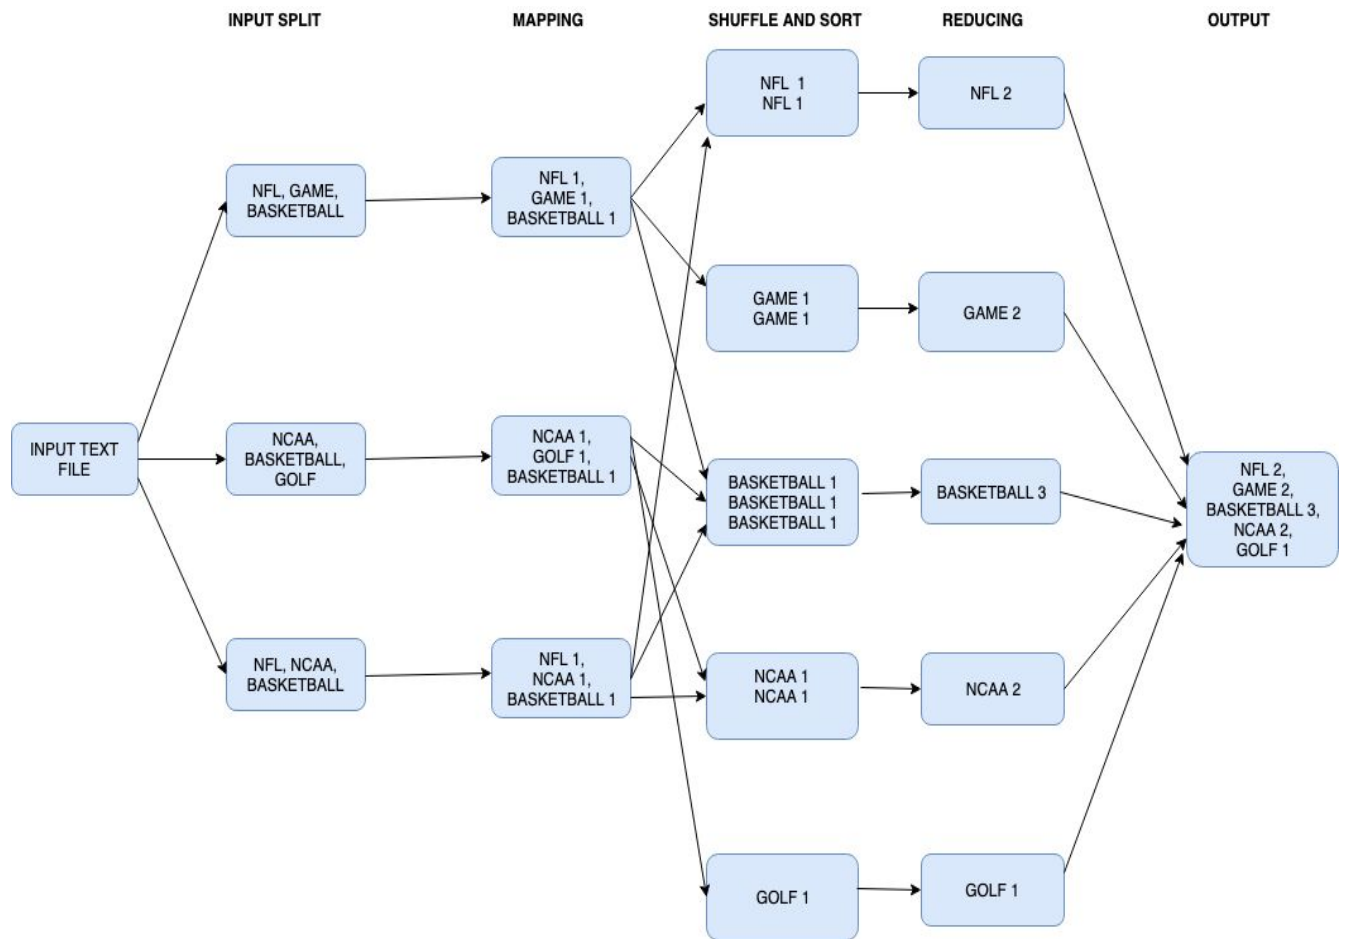 INPUT SPLIT
MAPPING
SHUFFLE AND SORT
REDUCING
OUTPUT
INPUT TEXT
FILE
NFL, GAME,
BASKETBALL
NCAA,
BASKETBALL,
GOLF
NFL, NCAA,
BASKETBALL
NFL 1,
GAME 1,
BASKETBALL 1
NCAA 1,
GOLF 1,
BASKETBALL 1
NFL 1,
NCAA 1,
BASKETBALL 1
NFL 1
NFL 1
GAME 1
GAME 1
BASKETBALL 1
BASKETBALL 1
BASKETBALL 1
NCAA 1
NCAA 1
GOLF 1
NFL 2
GAME 2
BASKETBALL 3
NCAA 2
GOLF 1
NFL 2,
GAME 2,
BASKETBALL 3,
NCAA 2,
GOLF 1